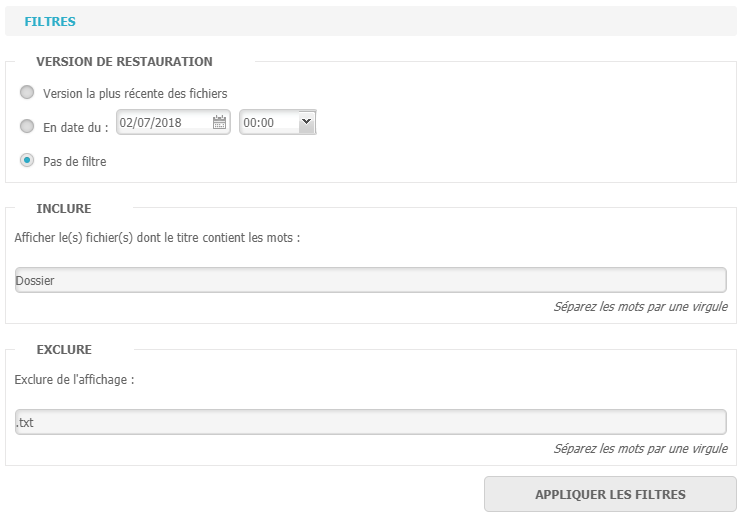 FILTRES
VERSION DE RESTAURATION
Version la plus récente des fichiers
En date du : 02/07/2018 00:00
Pas de filtre
INCLURE
Afficher le(s) fichier(s) dont le titre contient les mots :
Dossier
Séparez les mots par une virgule
EXCLURE
Exclure de l'affichage :
.txt
Séparez les mots par une virgule
APPLIQUER LES FILTRES